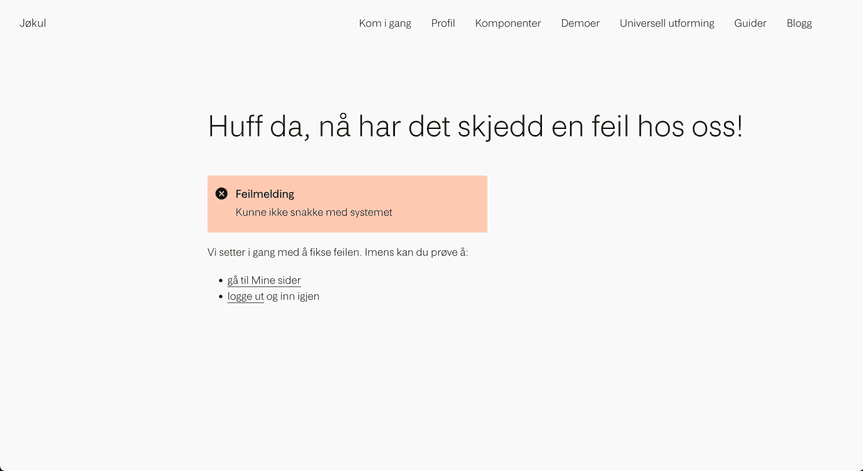 Jøkul Kom i gang Profil Komponenter Demoer Universell utforming Guider Blogg
Huff da, nå har det skjedd en feil hos oss!
Feilmelding
Kunne ikke snakke med systemet
Vi setter i gang med å fikse feilen. Imens kan du prøve å:
• gå til Mine sider
• logge ut og inn igjen